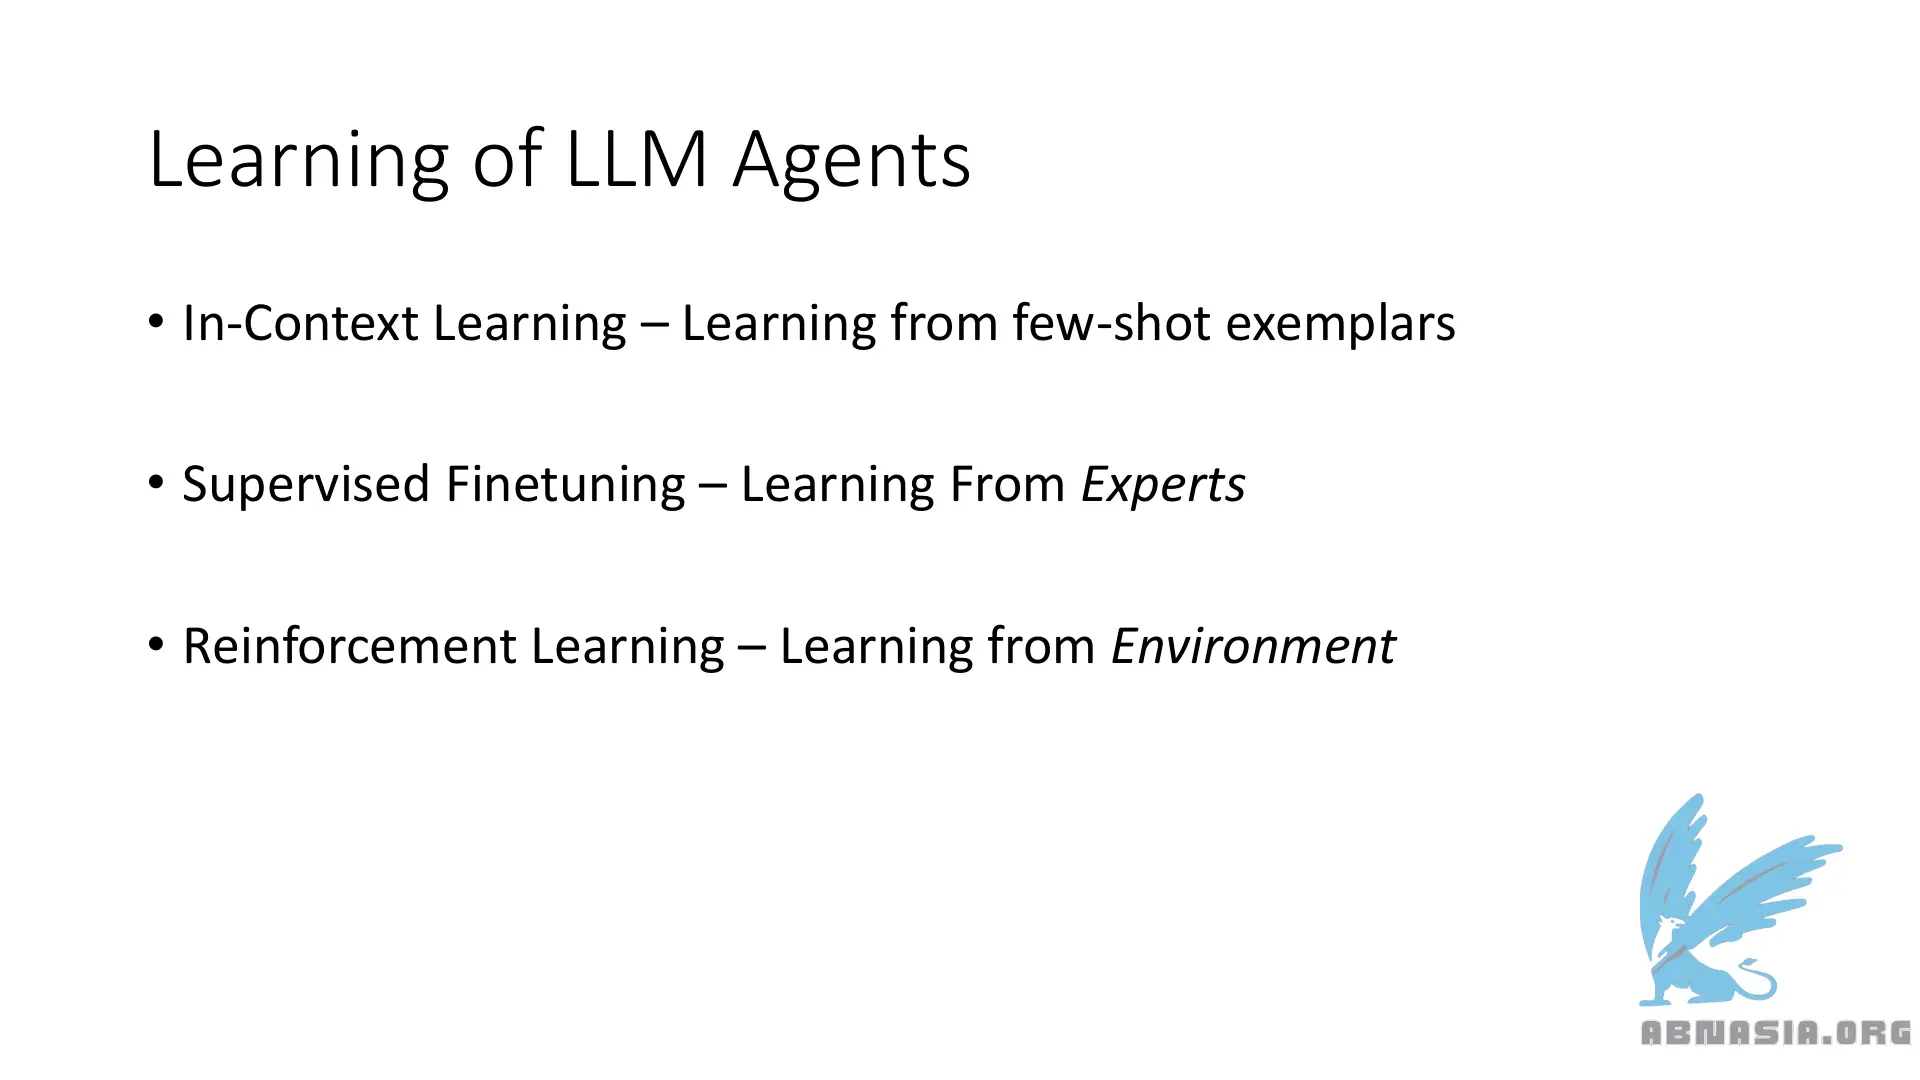 Learning of LLM Agents
• In-Context Learning – Learning from few-shot exemplars
• Supervised Finetuning – Learning From Experts
• Reinforcement Learning – Learning from Environment
ABNASIA.ORG